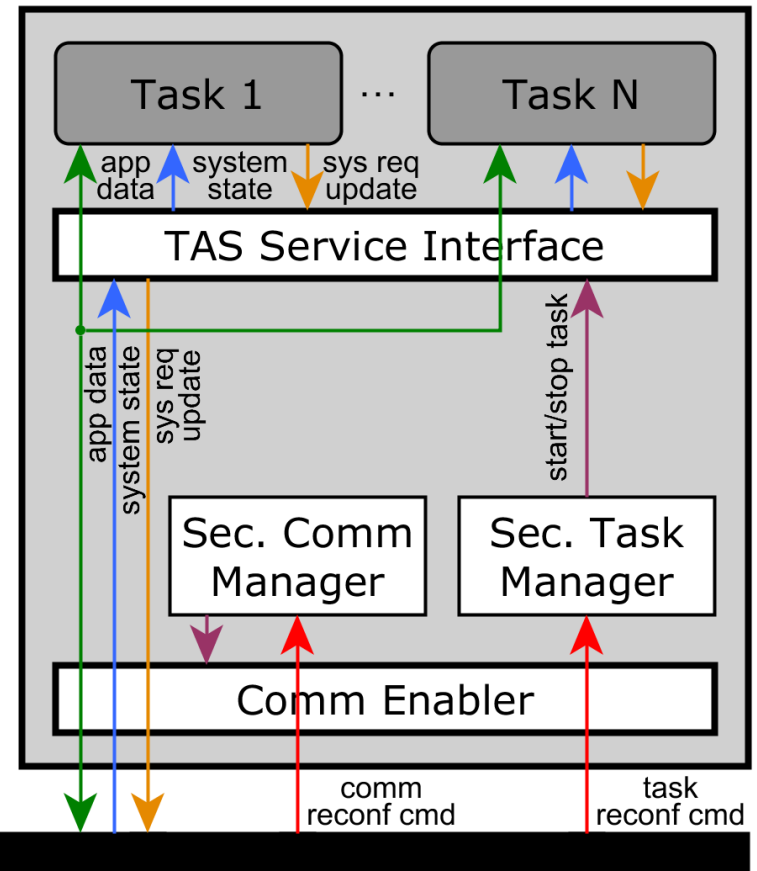 Task 1
...
Task N
app
data
system
state
sys req
update
TAS Service Interface
app data
system state
sys req
update
start/stop task
Sec. Comm
Manager
Sec. Task
Manager
Comm Enabler
comm
reconf cmd
task
reconf cmd